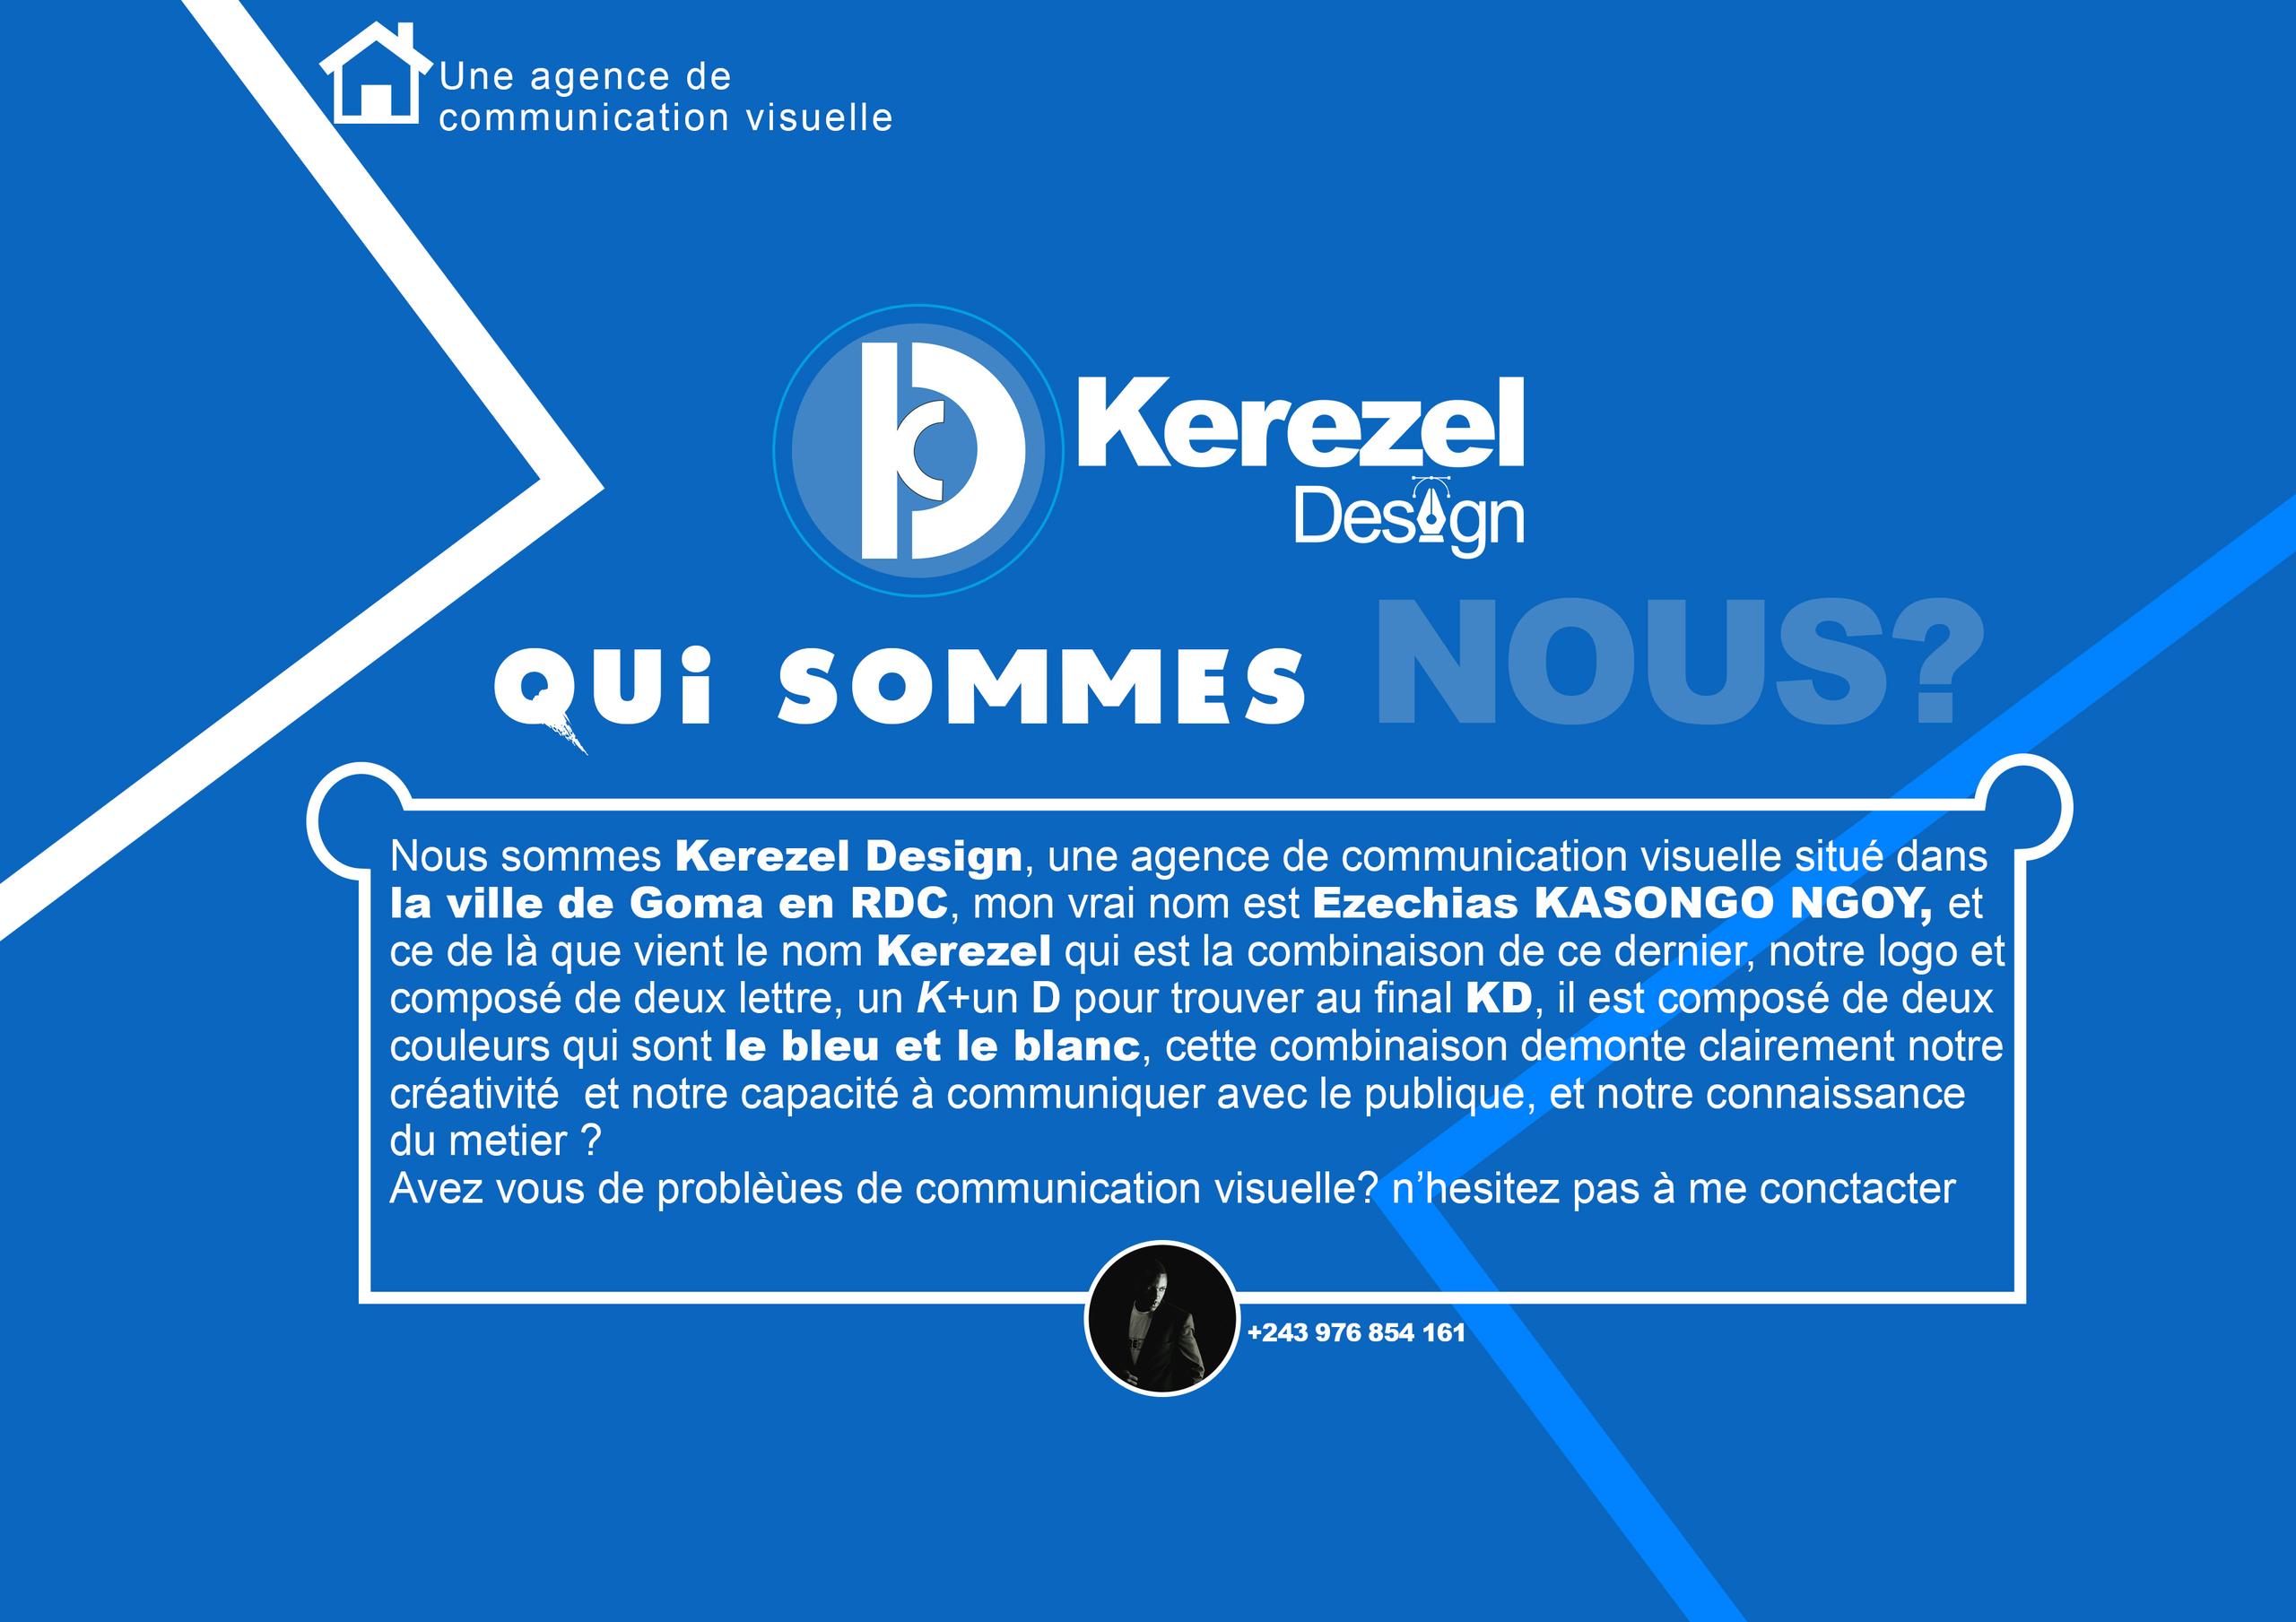 Une agence de
communication visuelle
Kerezel
Design
QUi SOMMES NOUS?
Nous sommes Kerezel Design, une agence de communication visuelle situé dans
la ville de Goma en RDC, mon vrai nom est Ezechias KASONGO NGOY, et
ce de là que vient le nom Kerezel qui est la combinaison de ce dernier, notre logo et
composé de deux lettre, un K+un D pour trouver au final KD, il est composé de deux
couleurs qui sont le bleu et le blanc, cette combinaison demonte clairement notre
créativité  et notre capacité à communiquer avec le publique, et notre connaissance
du metier ?
Avez vous de problèùes de communication visuelle? n’hesitez pas à me conctacter
+243 976 854 161